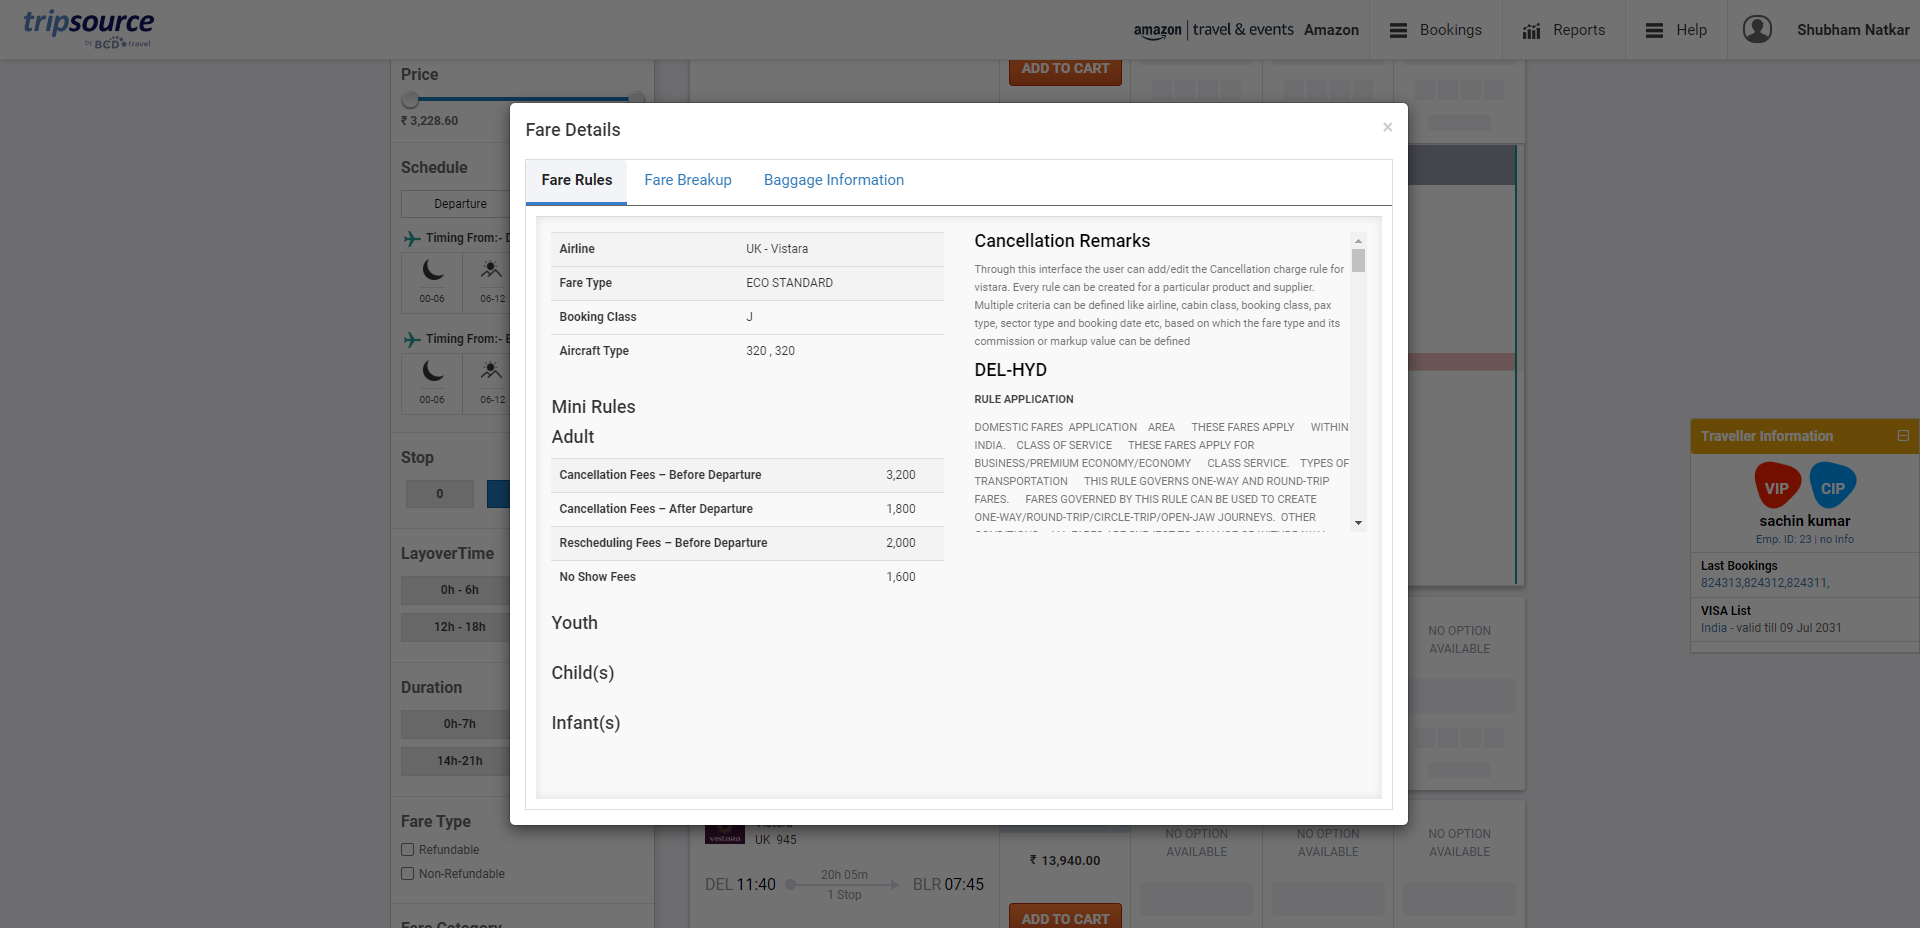 tripsource
by BCD travel
amazon | travel & events Amazon
Bookings
Reports
Help
Shubham Natkar
Price
₹ 3,228.60
Schedule
Departure
Timing From:-
00-06
06-12
Timing From:-
00-06
06-12
Stop
0
LayoverTime
0h - 6h
12h - 18h
Duration
0h-7h
14h-21h
Fare Type
Refundable
Non-Refundable
Fare Category
ADD TO CART
Fare Details
×
Fare Rules
Fare Breakup
Baggage Information
Airline UK - Vistara
Fare Type ECO STANDARD
Booking Class J
Aircraft Type 320 , 320
Mini Rules
Adult
Cancellation Fees – Before Departure 3,200
Cancellation Fees – After Departure 1,800
Rescheduling Fees – Before Departure 2,000
No Show Fees 1,600
Youth
Child(s)
Infant(s)
Cancellation Remarks
Through this interface the user can add/edit the Cancellation charge rule for
vistara. Every rule can be created for a particular product and supplier.
Multiple criteria can be defined like airline, cabin class, booking class, pax
type, sector type and booking date etc, based on which the fare type and its
commission or markup value can be defined
DEL-HYD
RULE APPLICATION
DOMESTIC FARES APPLICATION AREA THESE FARES APPLY WITHIN
INDIA. CLASS OF SERVICE THESE FARES APPLY FOR
BUSINESS/PREMIUM ECONOMY/ECONOMY CLASS SERVICE. TYPES OF
TRANSPORTATION THIS RULE GOVERNS ONE-WAY AND ROUND-TRIP
FARES. FARES GOVERNED BY THIS RULE CAN BE USED TO CREATE
ONE-WAY/ROUND-TRIP/CIRCLE-TRIP/OPEN-JAW JOURNEYS. OTHER
VISTARA
UK 945
DEL 11:40
20h 05m
1 Stop
BLR 07:45
₹ 13,940.00
ADD TO CART
NO OPTION
AVAILABLE
NO OPTION
AVAILABLE
NO OPTION
AVAILABLE
NO OPTION
AVAILABLE
Traveller Information
VIP
CIP
sachin kumar
Emp. ID: 23 | no Info
Last Bookings
824313,824312,824311,
VISA List
India - valid till 09 Jul 2031